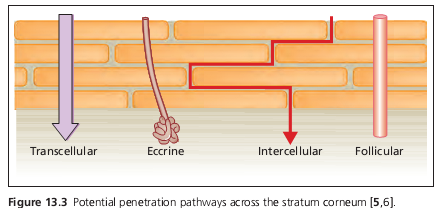 Transcellular Eccrine Intercellular Follicular
Figure 13.3 Potential penetration pathways across the stratum corneum [5,6].